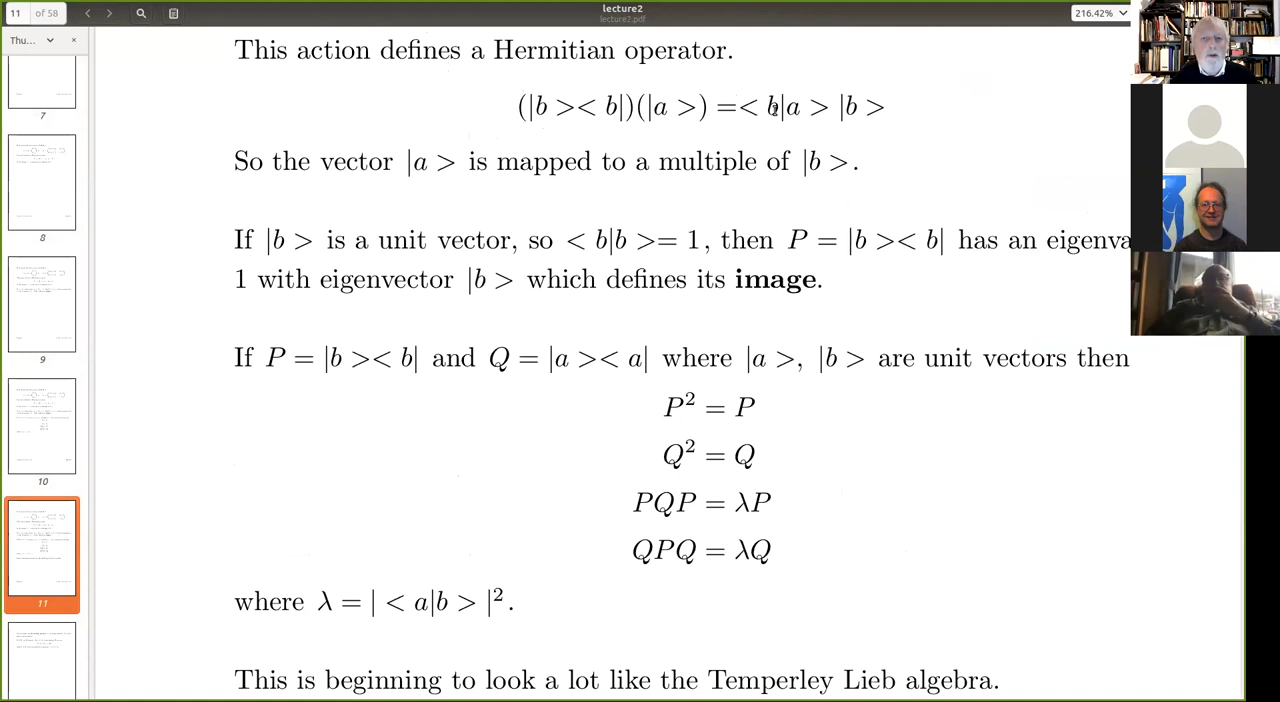 11 of 58
lecture2
lecture2.pdf
216.42%
Thu...
7
8
9
10
11
This action defines a Hermitian operator.
(|b >< b|)(|a >) =< b|a > |b >
So the vector |a > is mapped to a multiple of |b >.
If |b > is a unit vector, so < b|b >= 1, then P = |b >< b| has an eigenva
1 with eigenvector |b > which defines its image.
If P = |b >< b| and Q = |a >< a| where |a >, |b > are unit vectors then
P² = P
Q² = Q
PQP = λP
QPQ = λQ
where λ = | < a|b > |².
This is beginning to look a lot like the Temperley Lieb algebra.